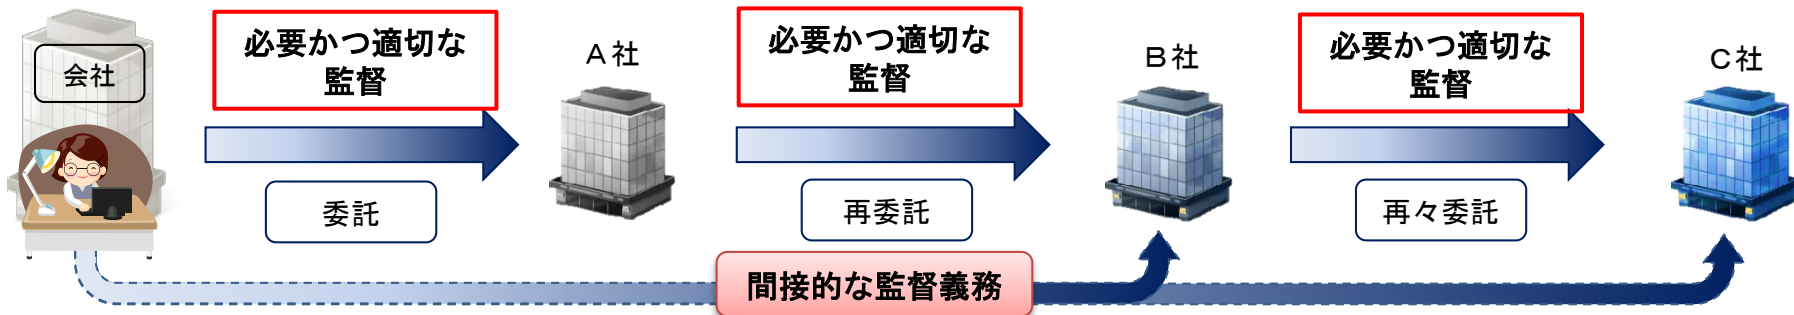 会社
必要かつ適切な
監督
委託
A社
必要かつ適切な
監督
再委託
B社
必要かつ適切な
監督
再々委託
C社
間接的な監督義務